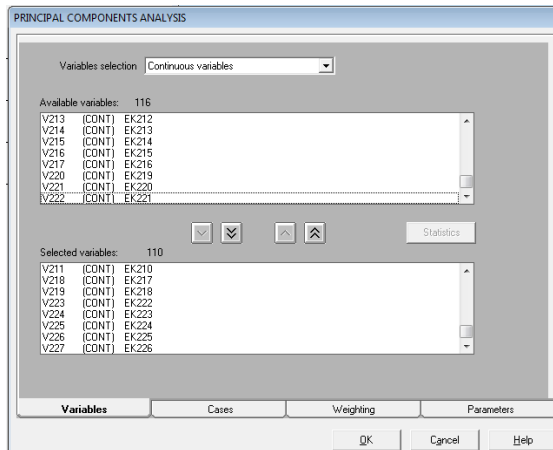 PRINCIPAL COMPONENTS ANALYSIS
Variables selection Continuous variables
Available variables: 116
V213 (CONT) EK212
V214 (CONT) EK213
V215 (CONT) EK214
V216 (CONT) EK215
V217 (CONT) EK216
V220 (CONT) EK219
V221 (CONT) EK220
V222 (CONT) EK221
Statistics
Selected variables: 110
V211 (CONT) EK210
V218 (CONT) EK217
V219 (CONT) EK218
V223 (CONT) EK222
V224 (CONT) EK223
V225 (CONT) EK224
V226 (CONT) EK225
V227 (CONT) EK226
Variables Cases Weighting Parameters
OK Cancel Help